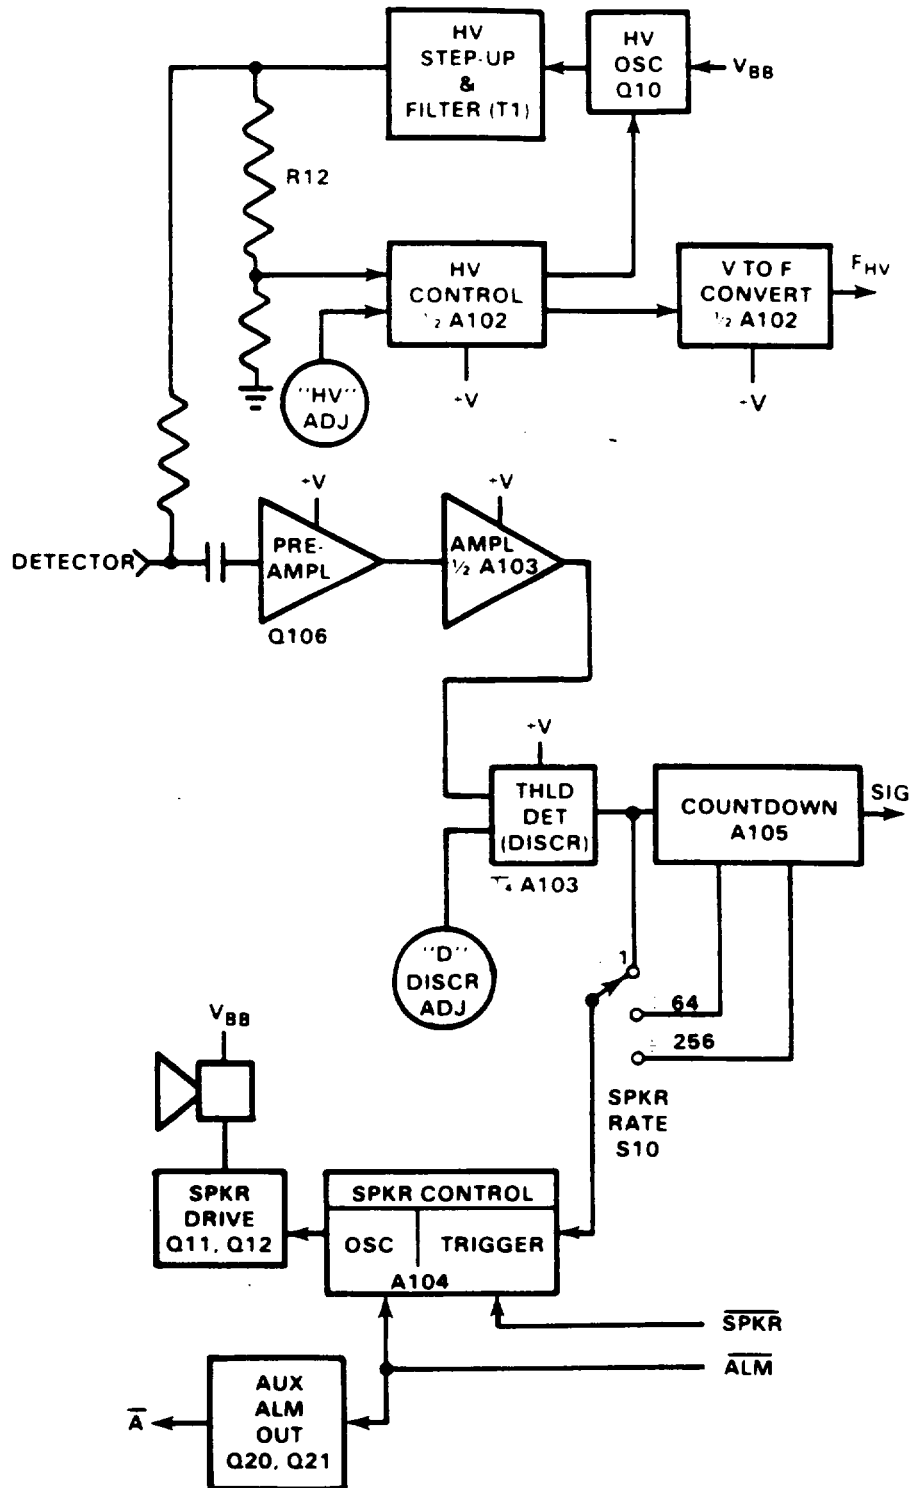 HV
STEP-UP
&
FILTER (T1)
HV
OSC
Q10
VBB
R12
HV
CONTROL
½ A102
V TO F
CONVERT
½ A102
FHV
+V
+V
"HV"
ADJ
+V
+V
DETECTOR
PRE-
AMPL
Q106
AMPL
½ A103
+V
THLD
DET
(DISCR)
A103
COUNTDOWN
A105
SIG
"D"
DISCR
ADJ
1
64
256
SPKR
RATE
S10
VBB
SPKR
DRIVE
Q11, Q12
SPKR CONTROL
OSC
TRIGGER
A104
SPKR
ALM
A
AUX
ALM
OUT
Q20, Q21